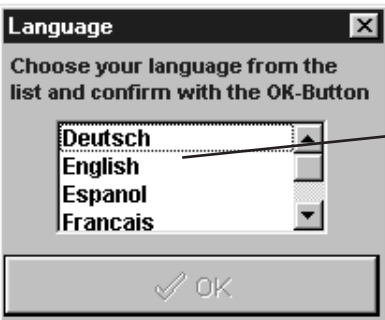 Language
Choose your language from the
list and confirm with the OK-Button
Deutsch
English
Espanol
Francais
OK